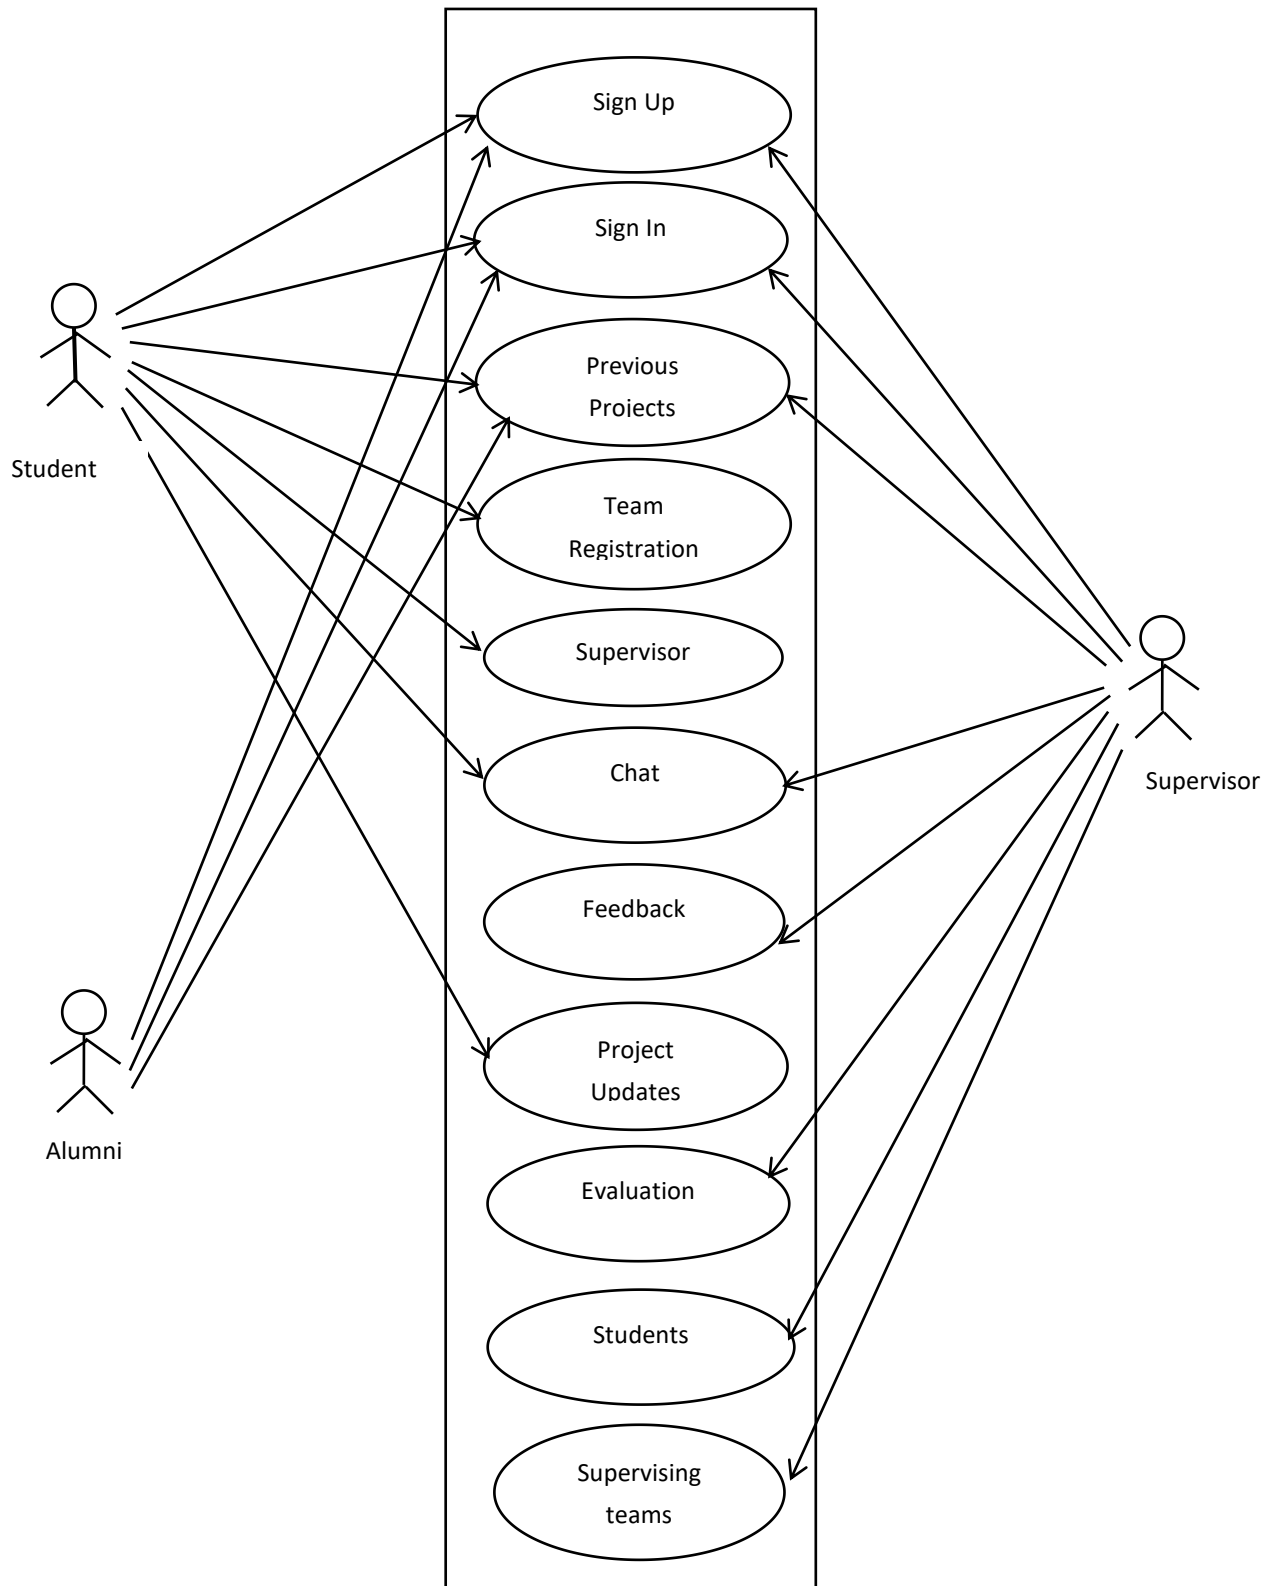 Sign Up
Sign In
Previous
Projects
Student
Team
Registration
Supervisor
Chat
Supervisor
Feedback
Project
Updates
Alumni
Evaluation
Students
Supervising
teams